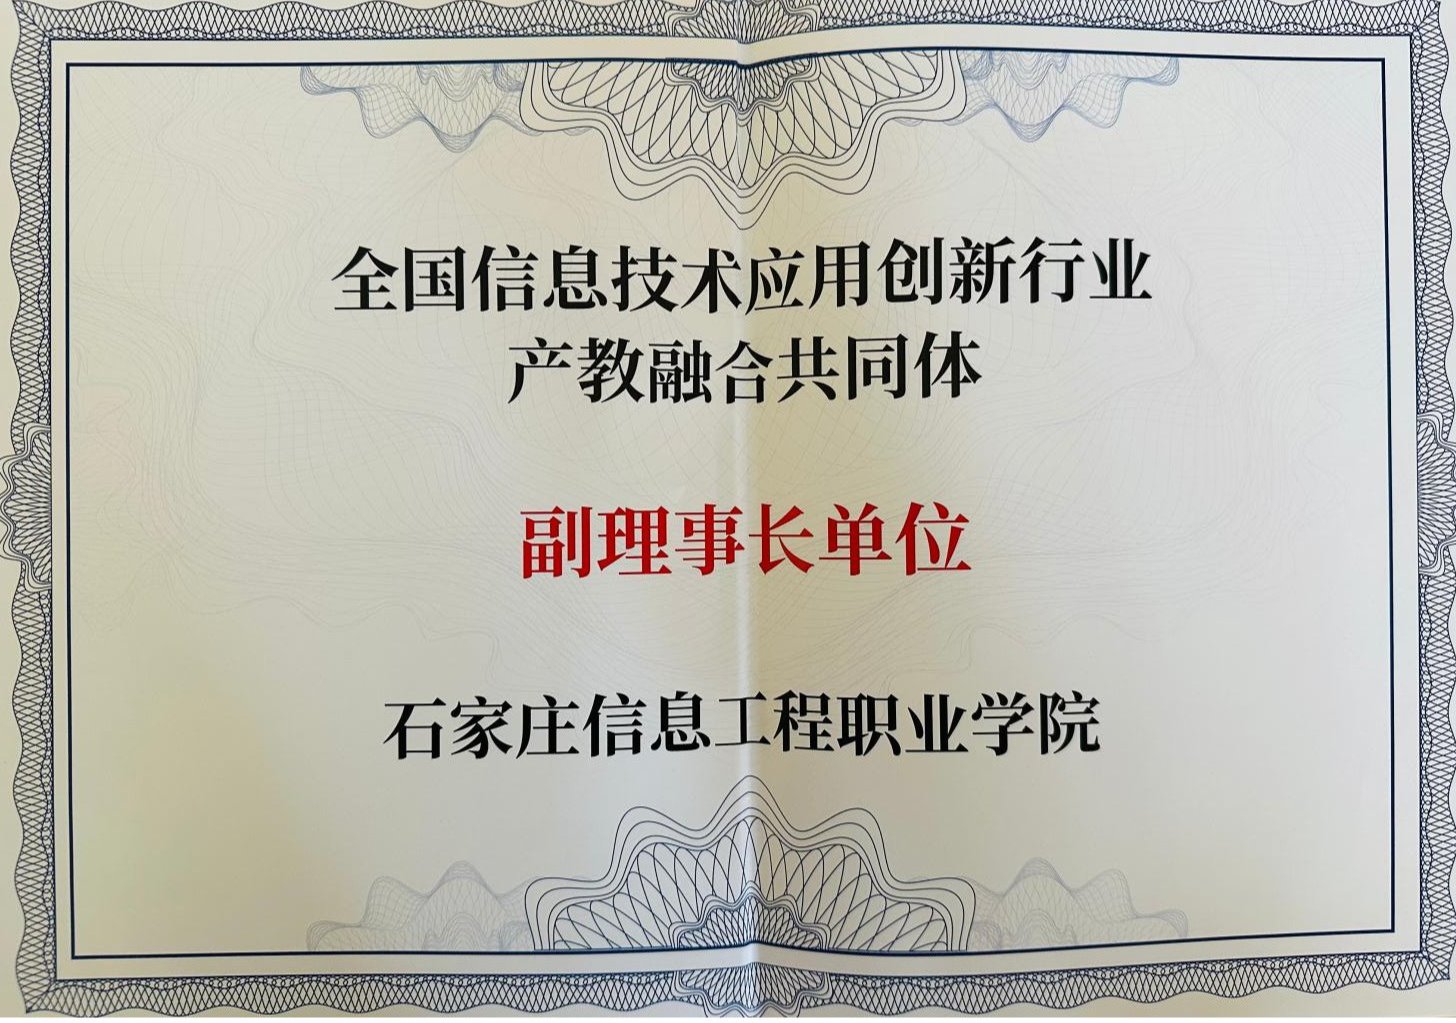 全国信息技术应用创新行业
产教融合共同体
副理事长单位
石家庄信息工程职业学院